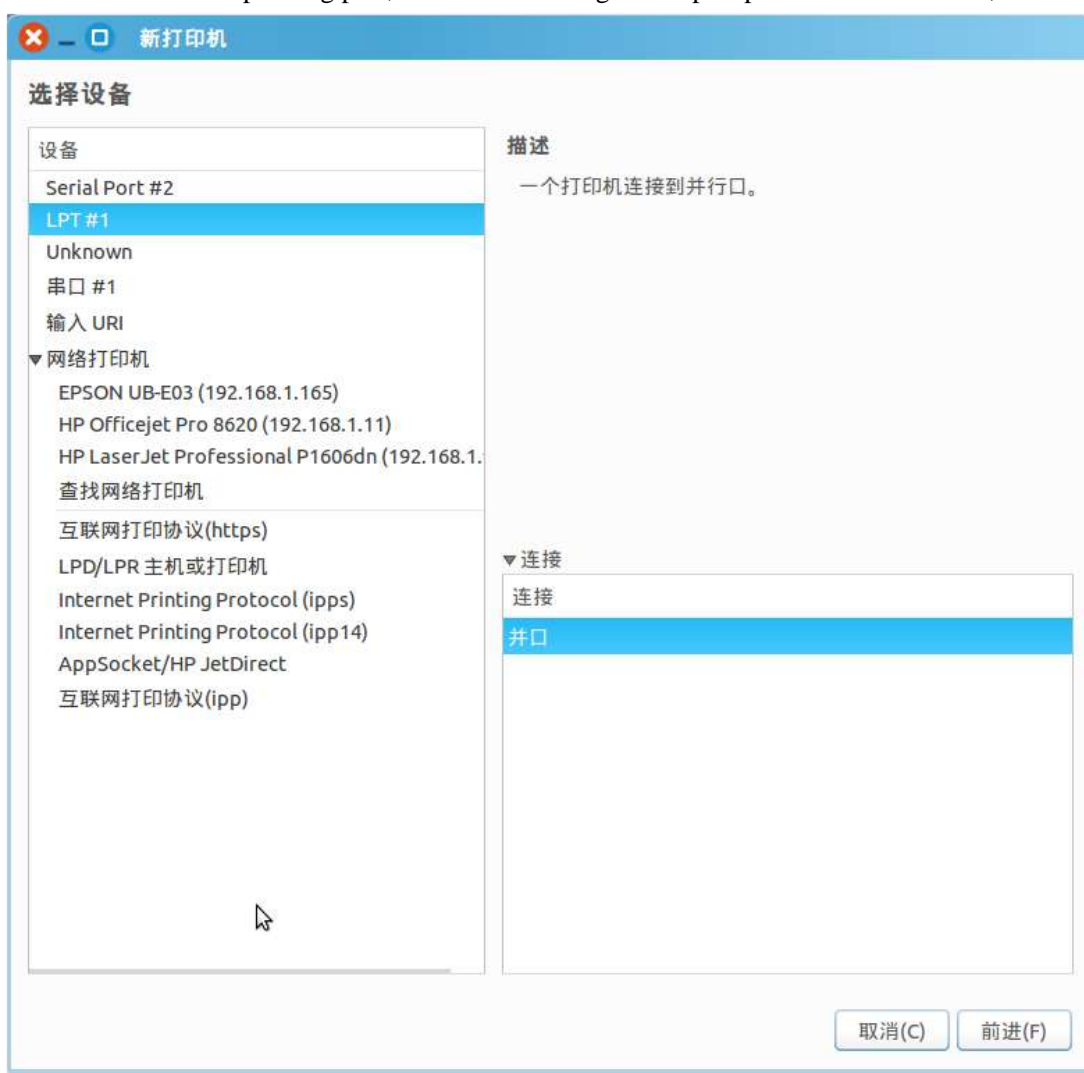 新打印机
选择设备
设备
Serial Port #2
LPT #1
Unknown
串口 #1
输入 URI
网络打印机
EPSON UB-E03 (192.168.1.165)
HP Officejet Pro 8620 (192.168.1.11)
HP LaserJet Professional P1606dn (192.168.1.
查找网络打印机
互联网打印协议(https)
LPD/LPR 主机或打印机
Internet Printing Protocol (ipps)
Internet Printing Protocol (ipp14)
AppSocket/HP JetDirect
互联网打印协议(ipp)
描述
一个打印机连接到并行口。
连接
连接
并口
取消(C)
前进(F)